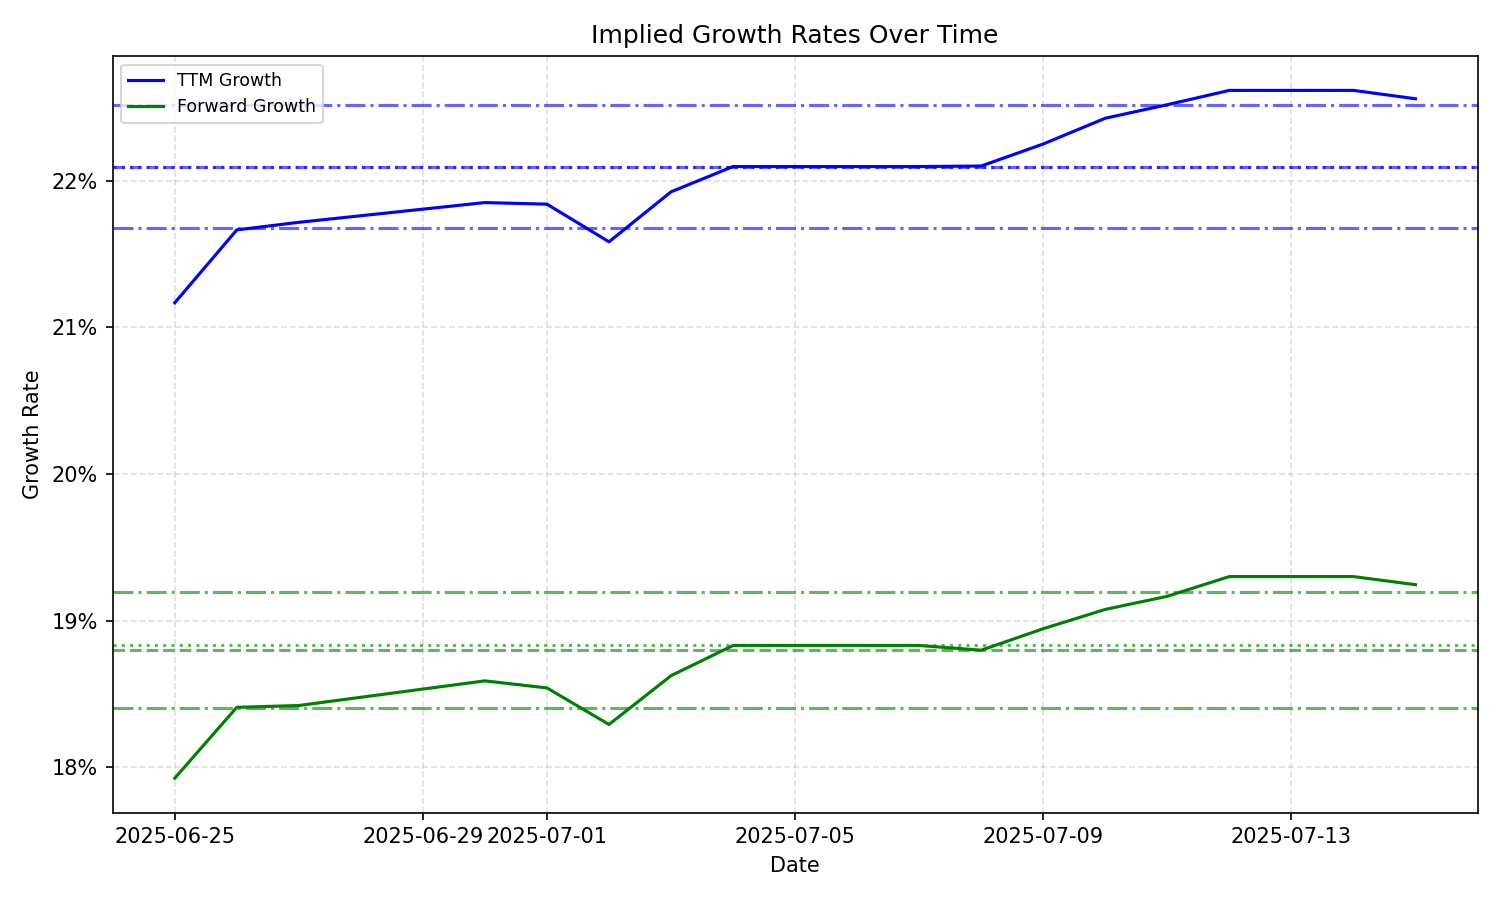 Implied Growth Rates Over Time
TTM Growth
Forward Growth
Growth Rate
22%
21%
20%
19%
18%
2025-06-25 2025-06-29 2025-07-01 2025-07-05 2025-07-09 2025-07-13
Date